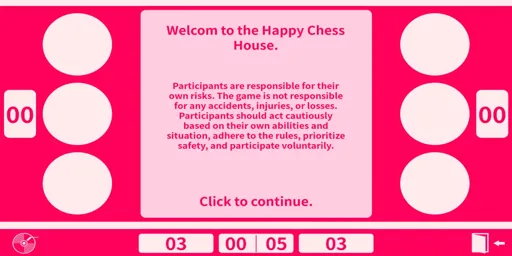 Welcom to the Happy Chess
House.
Participants are responsible for their
own risks. The game is not responsible
for any accidents, injuries, or losses.
Participants should act cautiously
based on their own abilities and
situation, adhere to the rules, prioritize
safety, and participate voluntarily.
00
00
Click to continue.
03
00
05
03